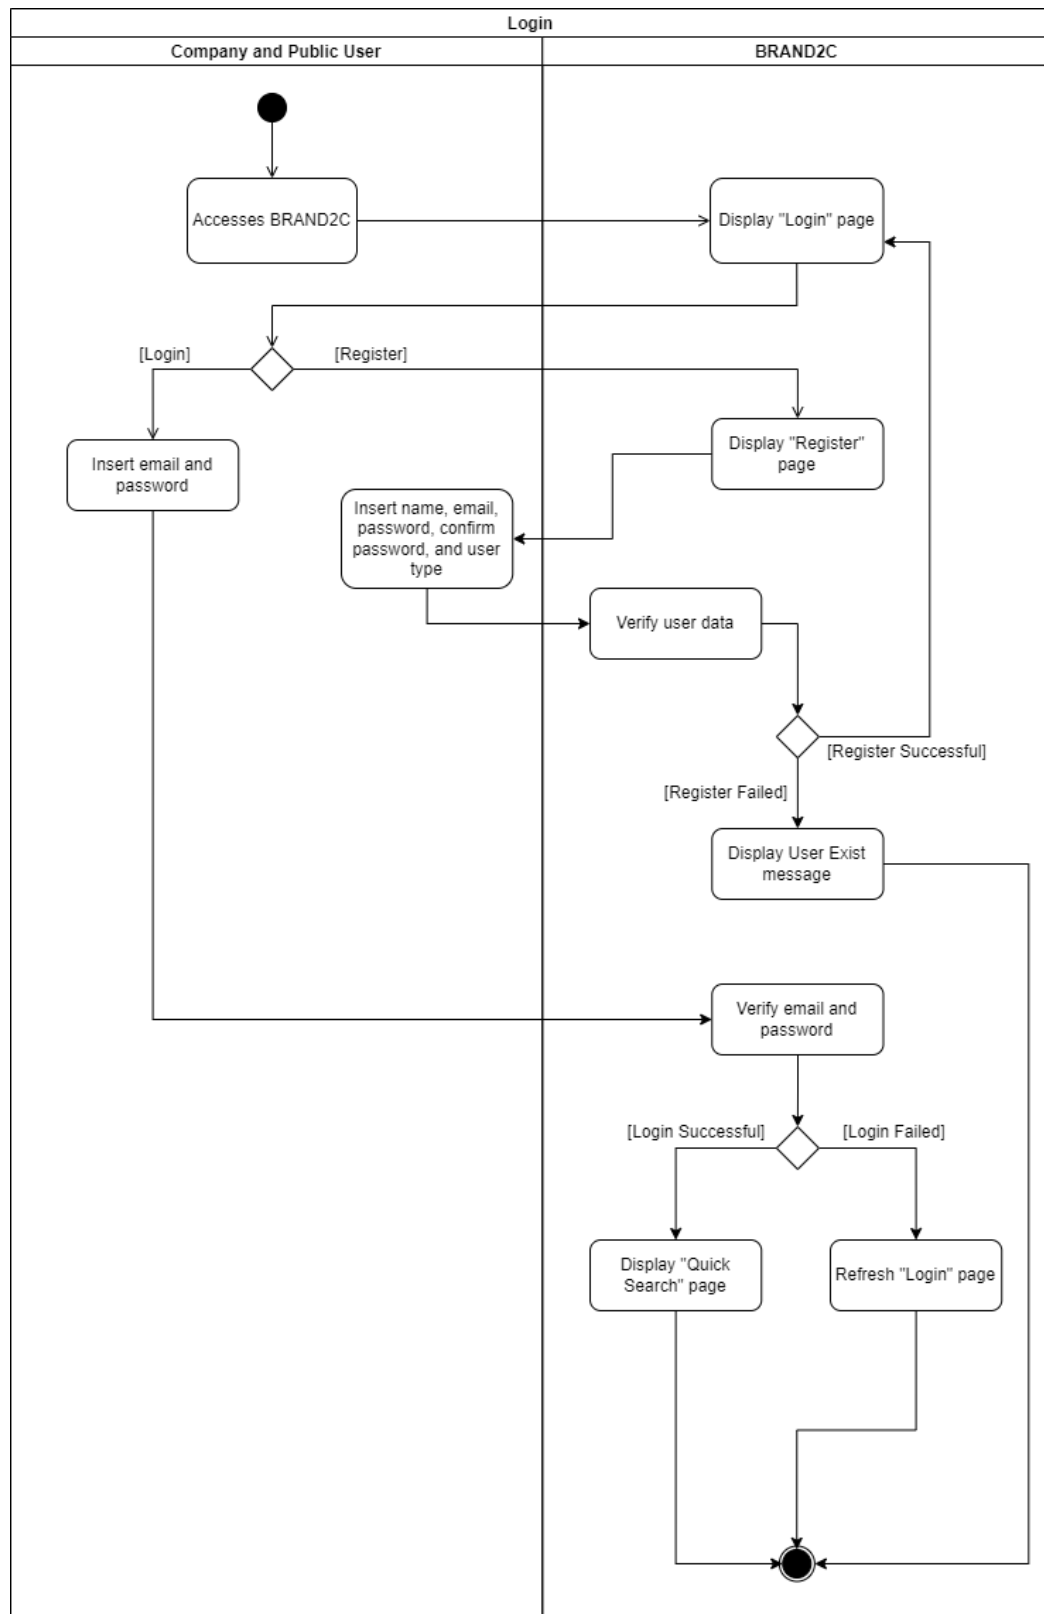 Login
Company and Public User
BRAND2C
Accesses BRAND2C
Display "Login" page
[Login]
[Register]
Insert email and
password
Display "Register"
page
Insert name, email,
password, confirm
password, and user
type
Verify user data
[Register Successful]
[Register Failed]
Display User Exist
message
Verify email and
password
[Login Successful]
[Login Failed]
Display "Quick
Search" page
Refresh "Login" page